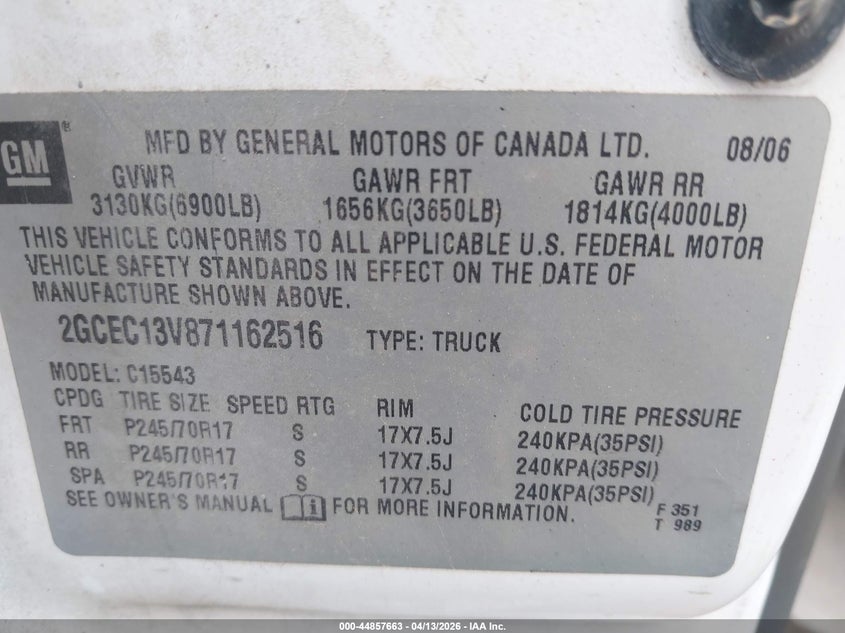 GM ®
MFD BY GENERAL MOTORS OF CANADA LTD. 08/06
GVWR GAWR FRT GAWR RR
3130KG(6900LB) 1656KG(3650LB) 1814KG(4000LB)
THIS VEHICLE CONFORMS TO ALL APPLICABLE U.S. FEDERAL MOTOR
VEHICLE SAFETY STANDARDS IN EFFECT ON THE DATE OF
MANUFACTURE SHOWN ABOVE.
2GCEC13V871162516 TYPE: TRUCK
MODEL: C15543
CPDG TIRE SIZE SPEED RTG RIM COLD TIRE PRESSURE
FRT P245/70R17 S 17X7.5J 240KPA(35PSI)
RR P245/70R17 S 17X7.5J 240KPA(35PSI)
SPA P245/70R17 S 17X7.5J 240KPA(35PSI)
SEE OWNER'S MANUAL i FOR MORE INFORMATION. F 351
T 989
000-44857663 - 04/13/2026 - IAA Inc.